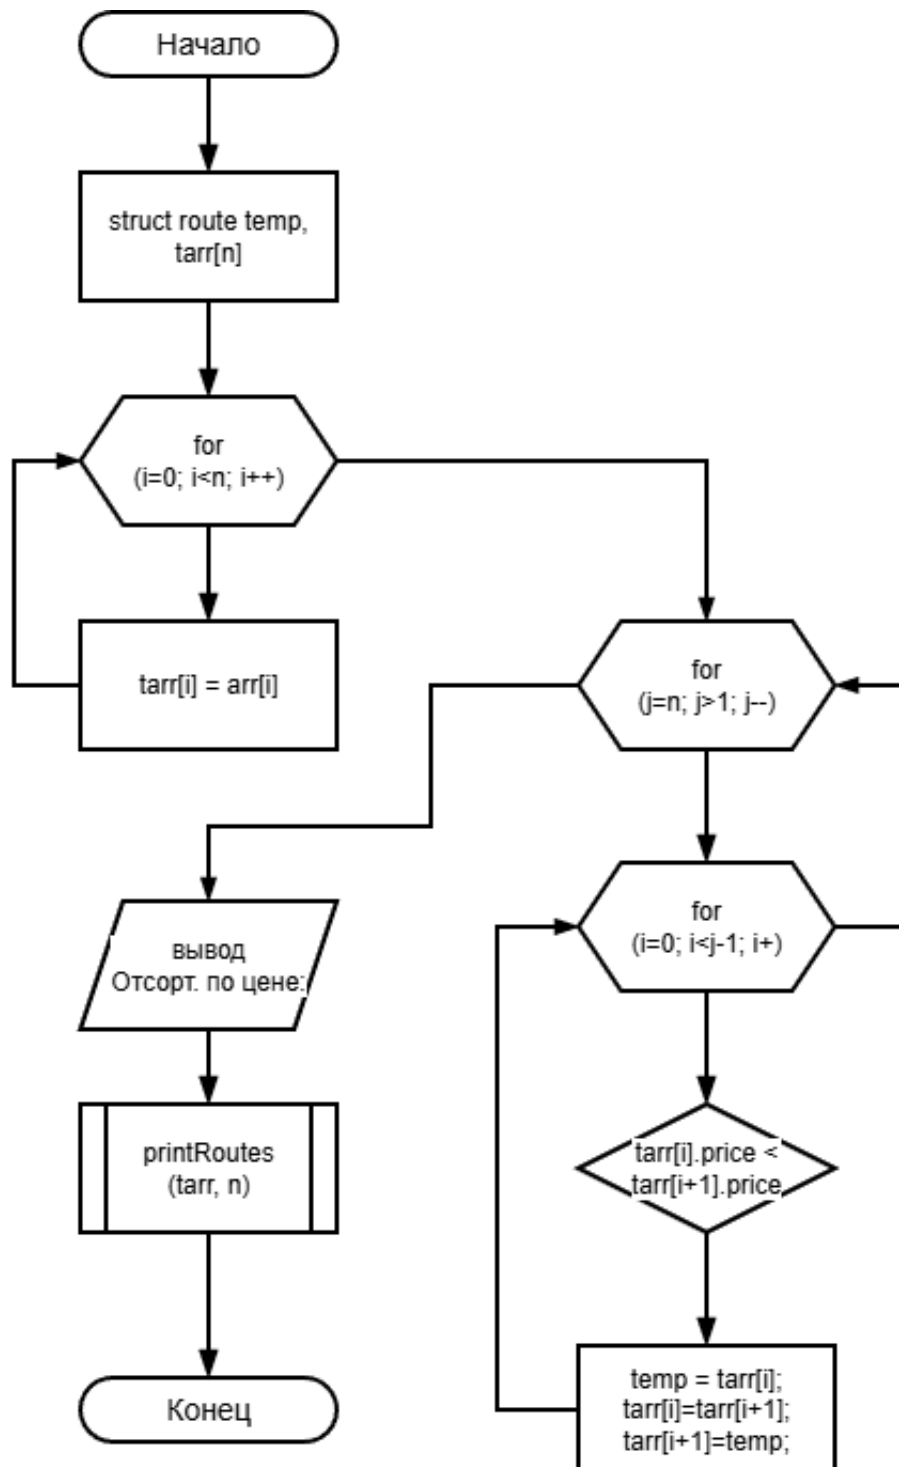 Начало
struct route temp,
tarr[n]
for
(i=0; i<n; i++)
tarr[i] = arr[i]
for
(j=n; j>1; j--)
for
(i=0; i<j-1; i+)
вывод
Отсорт. по цене:
tarr[i].price <
tarr[i+1].price
printRoutes
(tarr, n)
temp = tarr[i];
tarr[i]=tarr[i+1];
tarr[i+1]=temp;
Конец